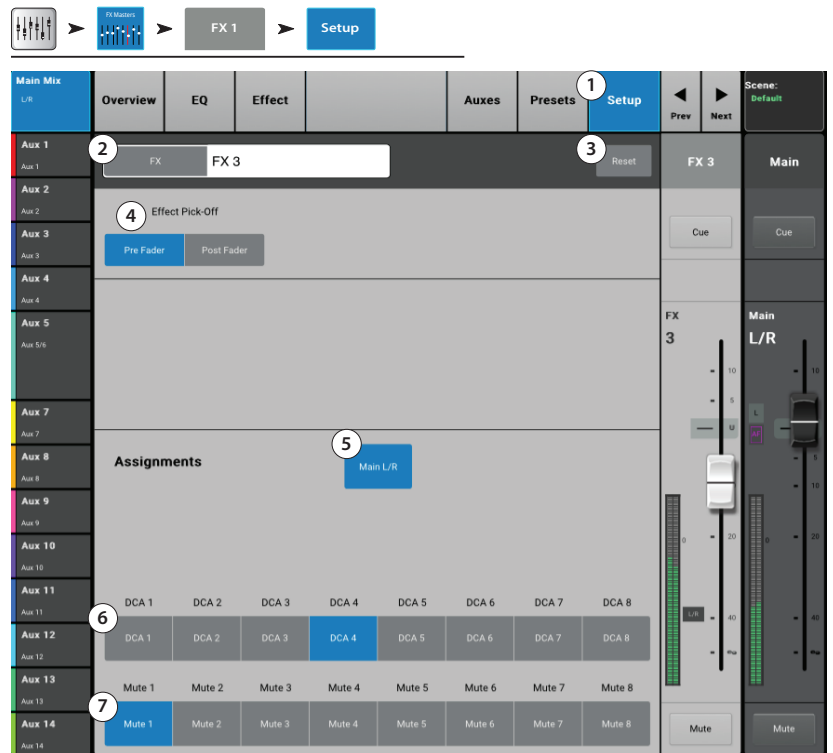 FX Masters
FX 1
Setup
Main Mix
L/R
Overview
EQ
Effect
Auxes
Presets
1
Setup
Prev
Next
Scene:
Default
Aux 1
Aux 1
Aux 2
Aux 2
Aux 3
Aux 3
Aux 4
Aux 4
Aux 5
Aux 5/6
Aux 7
Aux 7
Aux 8
Aux 8
Aux 9
Aux 9
Aux 10
Aux 10
Aux 11
Aux 11
Aux 12
Aux 12
Aux 13
Aux 13
Aux 14
Aux 14
2
FX
FX 3
3
Reset
4
Effect Pick-Off
Pre Fader
Post Fader
5
Assignments
Main L/R
DCA 1
DCA 2
DCA 3
DCA 4
DCA 5
DCA 6
DCA 7
DCA 8
6
DCA 1
DCA 2
DCA 3
DCA 4
DCA 5
DCA 6
DCA 7
DCA 8
Mute 1
Mute 2
Mute 3
Mute 4
Mute 5
Mute 6
Mute 7
Mute 8
7
Mute 1
Mute 2
Mute 3
Mute 4
Mute 5
Mute 6
Mute 7
Mute 8
FX 3
Cue
FX
3
10
5
U
0
20
L/R
40
∞
Mute
Main
Cue
Main
L/R
10
L
5
10
0
20
40
∞
Mute